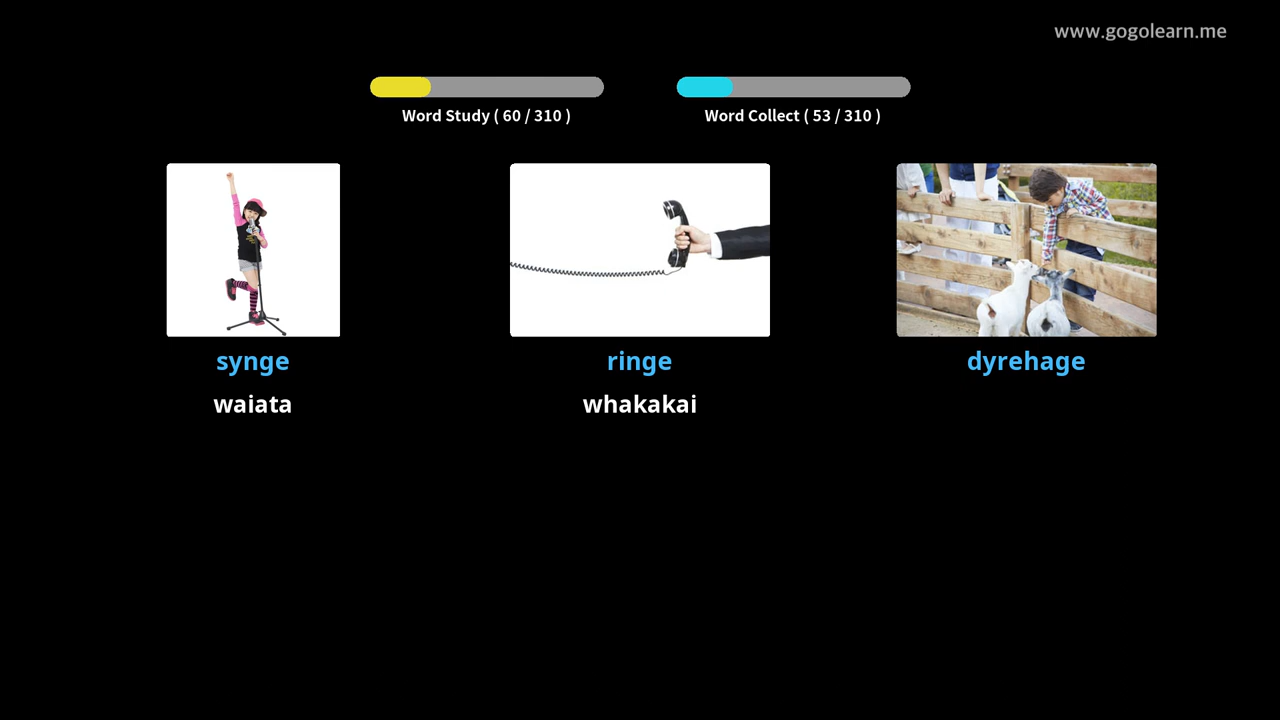 www.gogolearn.me
Word Study ( 60 / 310 )
Word Collect ( 53 / 310 )
synge
ringe
dyrehage
waiata
whakakai